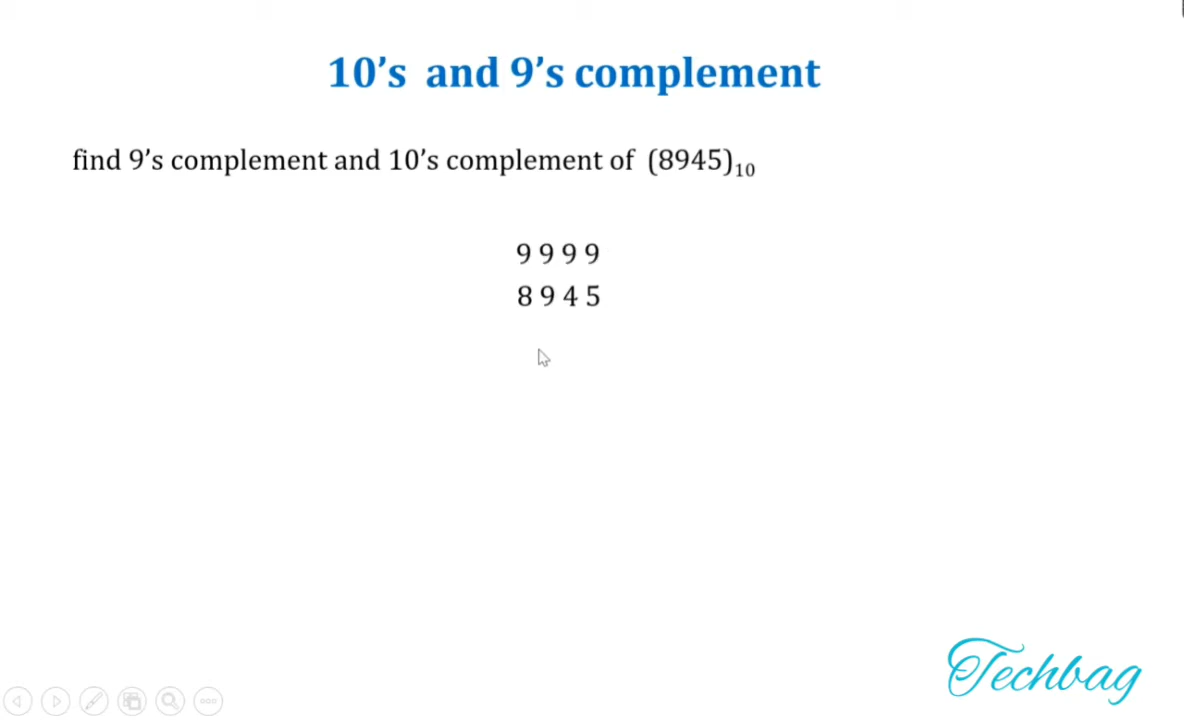 10’s and 9’s complement
find 9’s complement and 10’s complement of (8945)₁₀
9 9 9 9
8 9 4 5
Techbag